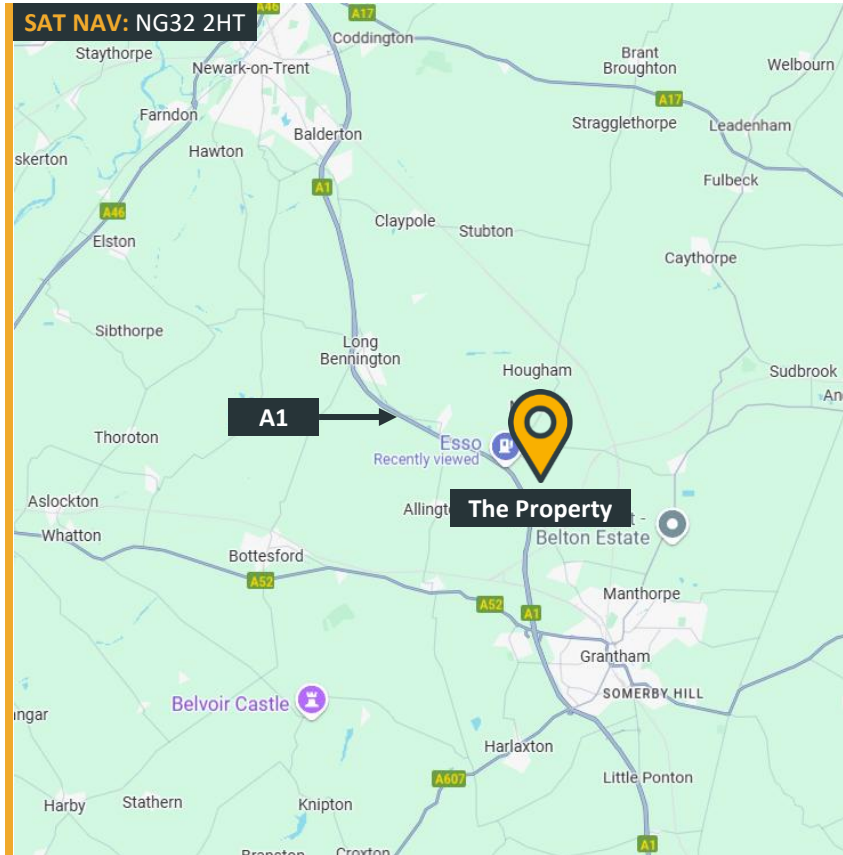 SAT NAV: NG32 2HT
A46
A17
Coddington
Staythorpe
Brant
Broughton
Welbourn
Newark-on-Trent
A17
Farndon
Stragglethorpe
Leadenham
Balderton
Hawton
skerton
A1
Fulbeck
A46
Claypole
Stubton
Elston
Caythorpe
Sibthorpe
Long
Bennington
Hougham
Sudbrook
A1
Esso
Recently viewed
Thoroton
Aslockton
Allingt
The Property
Whatton
Belton Estate
Bottesford
A52
Manthorpe
A52
A1
Grantham
SOMERBY HILL
Belvoir Castle
ngar
Harlaxton
A607
Little Ponton
Harby
Stathern
Knipton
A1
Croxton